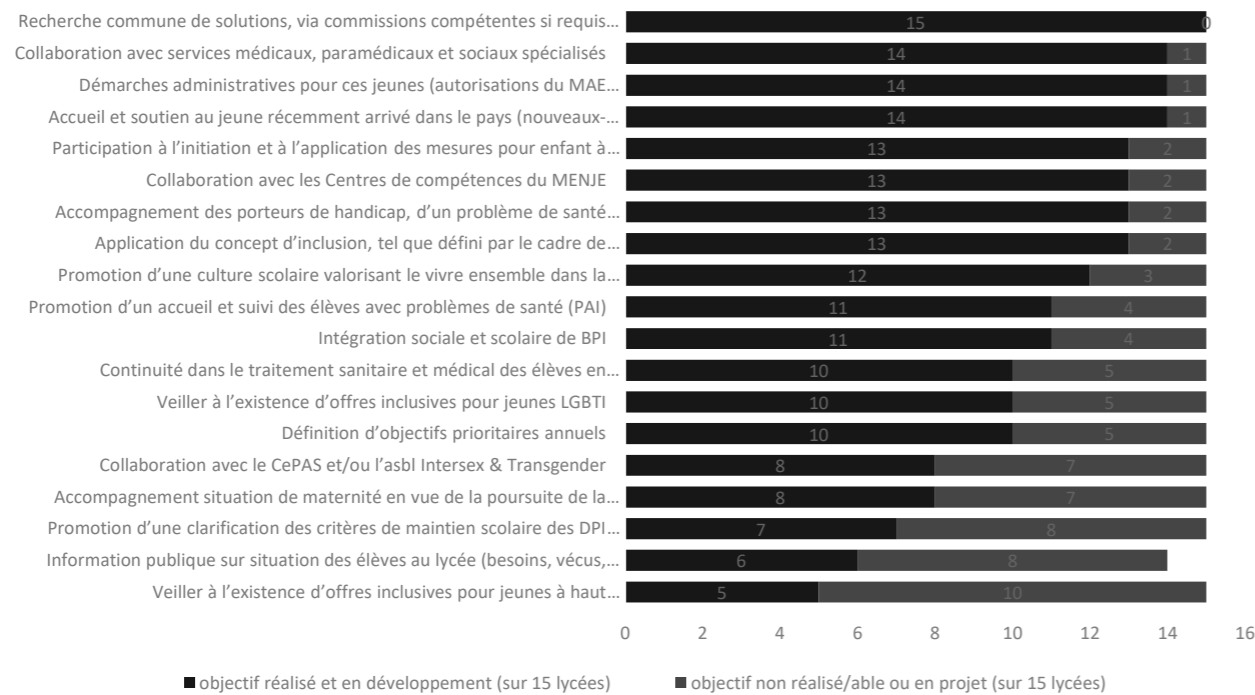 Recherche commune de solutions, via commissions compétentes si requis… 15 0
Collaboration avec services médicaux, paramédicaux et sociaux spécialisés 14 1
Démarches administratives pour ces jeunes (autorisations du MAE… 14 1
Accueil et soutien au jeune récemment arrivé dans le pays (nouveaux-… 14 1
Participation à l’initiation et à l’application des mesures pour enfant à… 13 2
Collaboration avec les Centres de compétences du MENJE 13 2
Accompagnement des porteurs de handicap, d’un problème de santé… 13 2
Application du concept d’inclusion, tel que défini par le cadre de… 13 2
Promotion d’une culture scolaire valorisant le vivre ensemble dans la… 12 3
Promotion d’un accueil et suivi des élèves avec problèmes de santé (PAI) 11 4
Intégration sociale et scolaire de BPI 11 4
Continuité dans le traitement sanitaire et médical des élèves en… 10 5
Veiller à l’existence d’offres inclusives pour jeunes LGBTI 10 5
Définition d’objectifs prioritaires annuels 10 5
Collaboration avec le CePAS et/ou l’asbl Intersex & Transgender 8 7
Accompagnement situation de maternité en vue de la poursuite de la… 8 7
Promotion d’une clarification des critères de maintien scolaire des DPI… 7 8
Information publique sur situation des élèves au lycée (besoins, vécus,… 6 8
Veiller à l’existence d’offres inclusives pour jeunes à haut… 5 10
0 2 4 6 8 10 12 14 16
objectif réalisé et en développement (sur 15 lycées) objectif non réalisé/able ou en projet (sur 15 lycées)